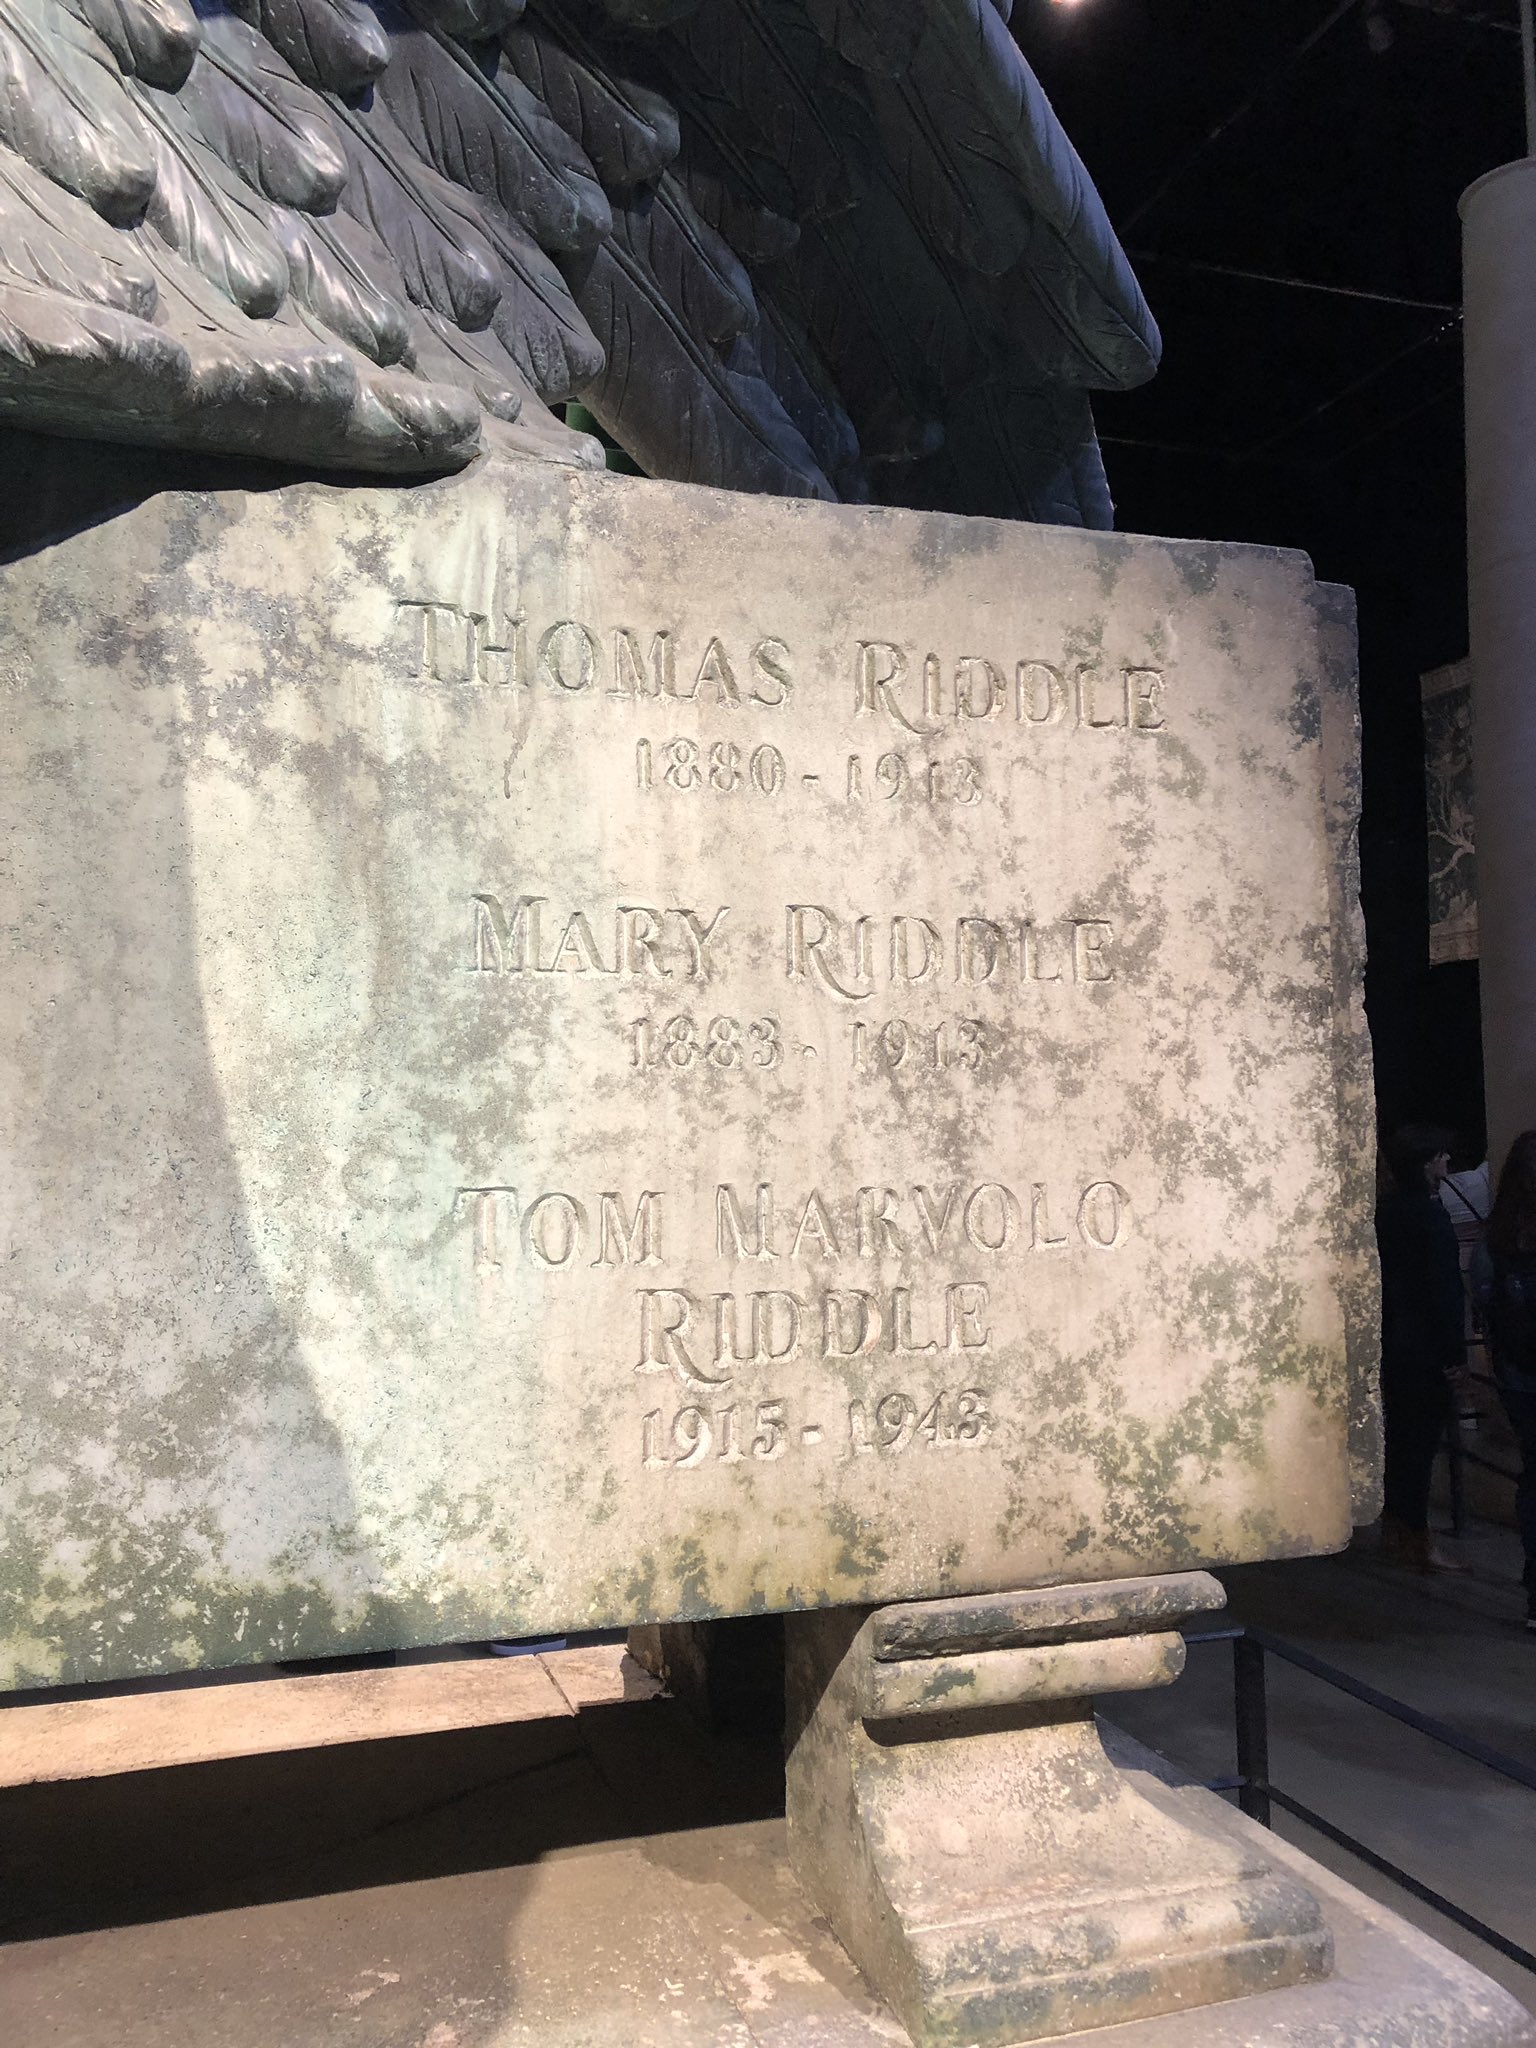 THOMAS RIDDLE
1880 - 1913
MARY RIDDLE
1883 - 1913
TOM MARVOLO
RIDDLE
1915 - 1943